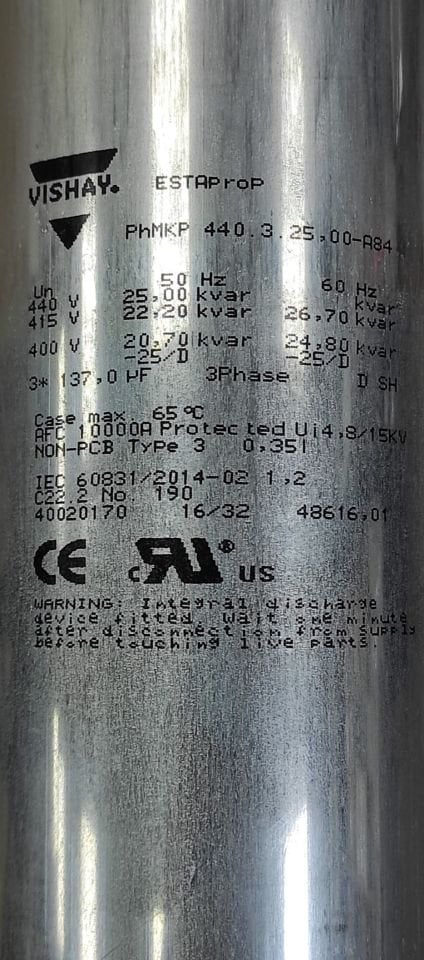 VISHAY. ESTAProP
PhMKP 440.3.25,00-A84
Un 50 Hz 60 Hz
440 V 25,00 kvar kvar
415 V 22,20 kvar 26,70 kvar
400 V 20,70 kvar 24,80 kvar
-25/D -25/D
3* 137,0 µF 3Phase D SH
Case max. 65 °C
AFC 10000A Protected Ui4,8/15KV
NON-PCB Type 3 0,35l
IEC 60831/2014-02 1,2
C22.2 No. 190
40020170 16/32 48616,01
CE c RU ® US
WARNING: Integral discharge
device fitted. Wait one minute
after disconnection from supply
before touching live parts.